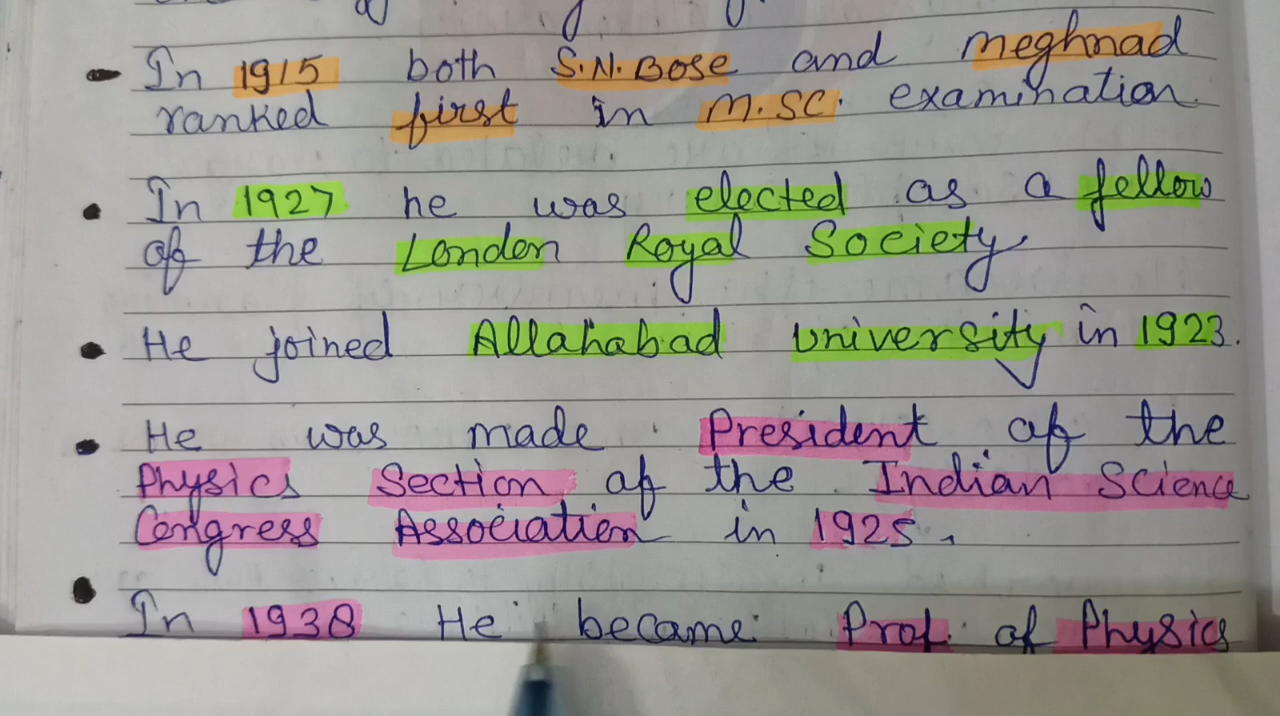 - In 1915 both S.N. Bose and Meghnad
ranked first in M.SC. examination.
• In 1927 he was elected as a fellow
of the London Royal Society
• He joined Allahabad University in 1923.
• He was made President of the
Physics Section of the Indian Science
Congress Association in 1925.
• In 1938 He became Prof. of Physics